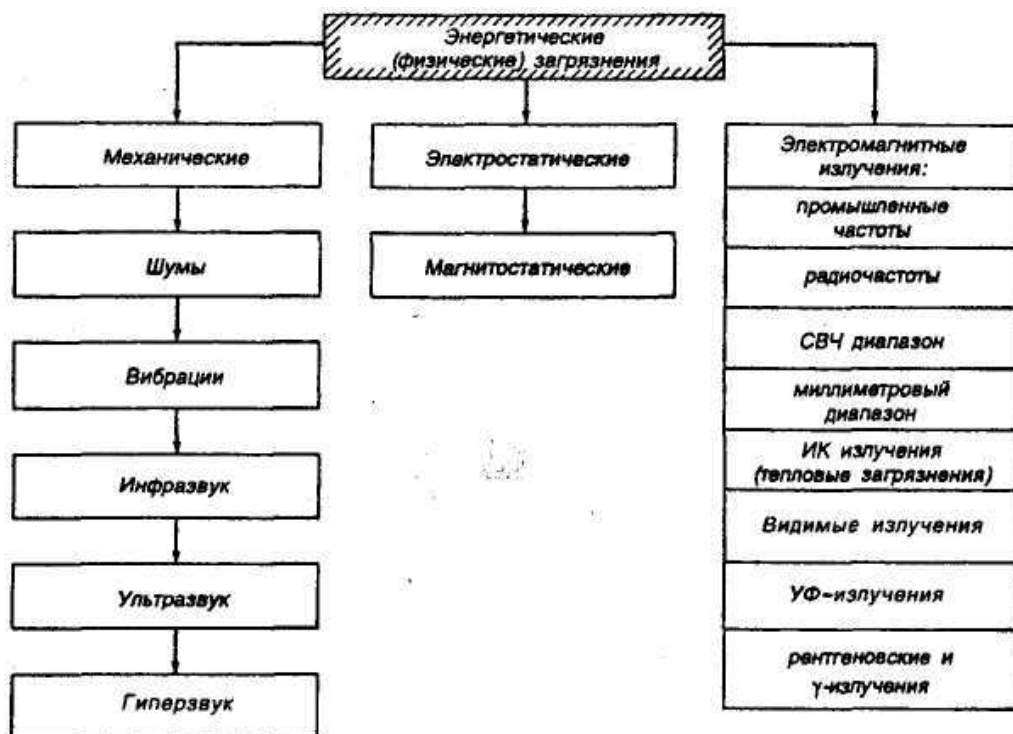 Энергетические
(физические) загрязнения
Механические
Шумы
Вибрации
Инфразвук
Ультразвук
Гиперзвук
Электростатические
Магнитостатические
Электромагнитные
излучения:
промышленные
частоты
радиочастоты
СВЧ диапазон
миллиметровый
диапазон
ИК излучения
(тепловые загрязнения)
Видимые излучения
УФ-излучения
рентгеновские и
γ-излучения